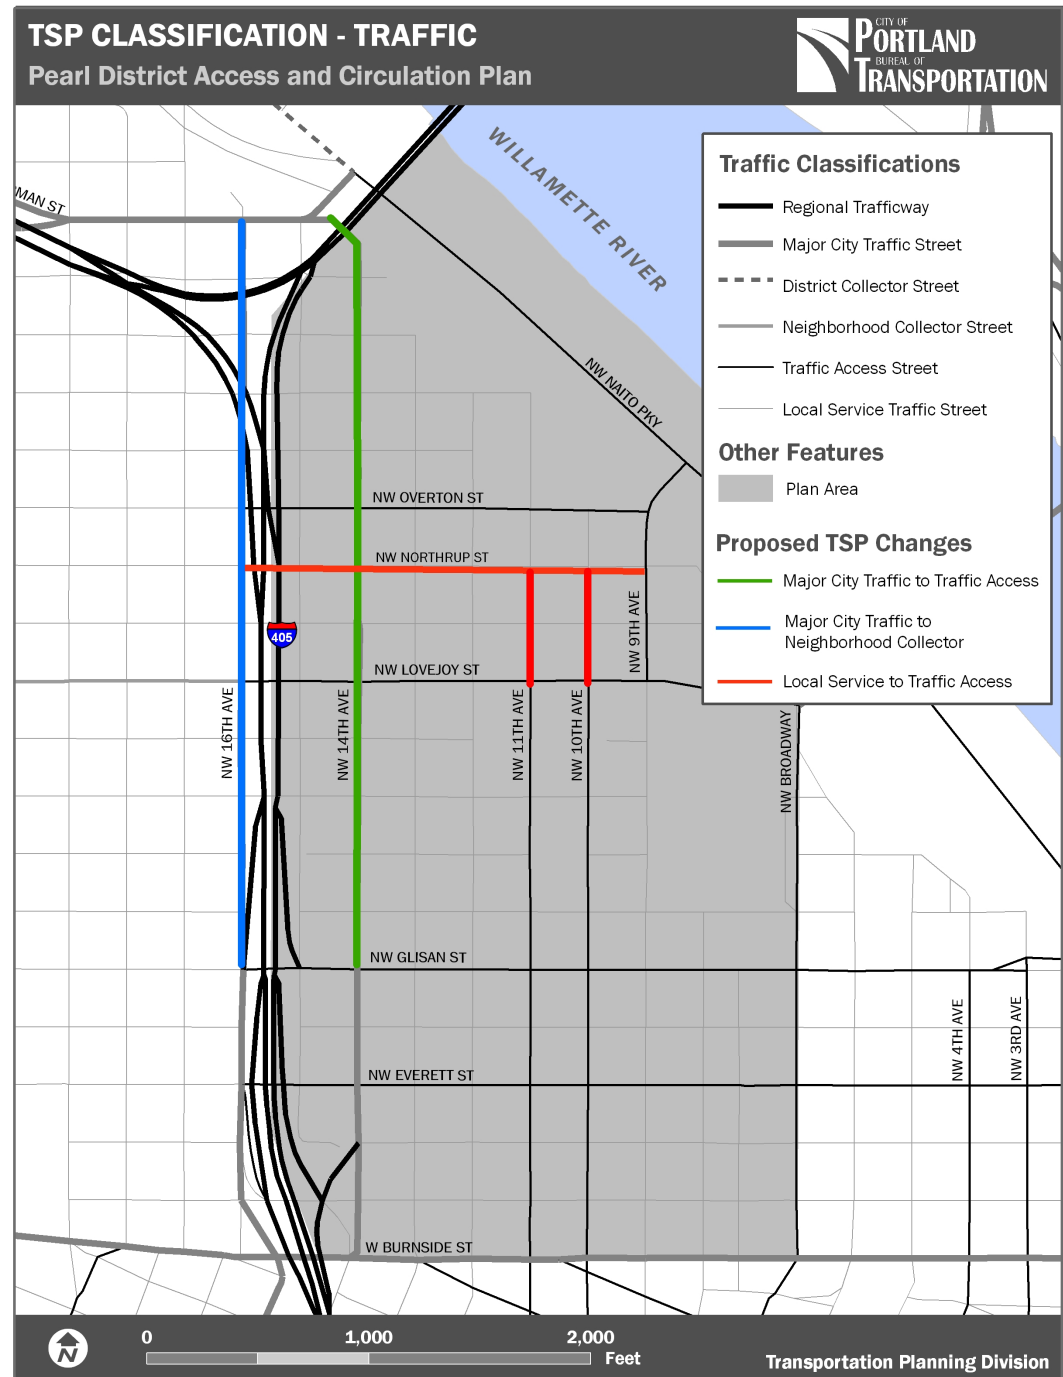 TSP CLASSIFICATION - TRAFFIC
Pearl District Access and Circulation Plan
CITY OF
PORTLAND
BUREAU OF
TRANSPORTATION
WILLAMETTE RIVER
MAN ST
Traffic Classifications
Regional Trafficway
Major City Traffic Street
District Collector Street
Neighborhood Collector Street
Traffic Access Street
Local Service Traffic Street
Other Features
Plan Area
Proposed TSP Changes
Major City Traffic to Traffic Access
Major City Traffic to
Neighborhood Collector
Local Service to Traffic Access
NW NAITO PKY
NW OVERTON ST
NW NORTHRUP ST
NW 9TH AVE
405
NW LOVEJOY ST
NW 16TH AVE
NW 14TH AVE
NW 11TH AVE
NW 10TH AVE
NW BROADWAY
NW GLISAN ST
NW 4TH AVE
NW 3RD AVE
NW EVERETT ST
W BURNSIDE ST
N
0 1,000 2,000
Feet
Transportation Planning Division